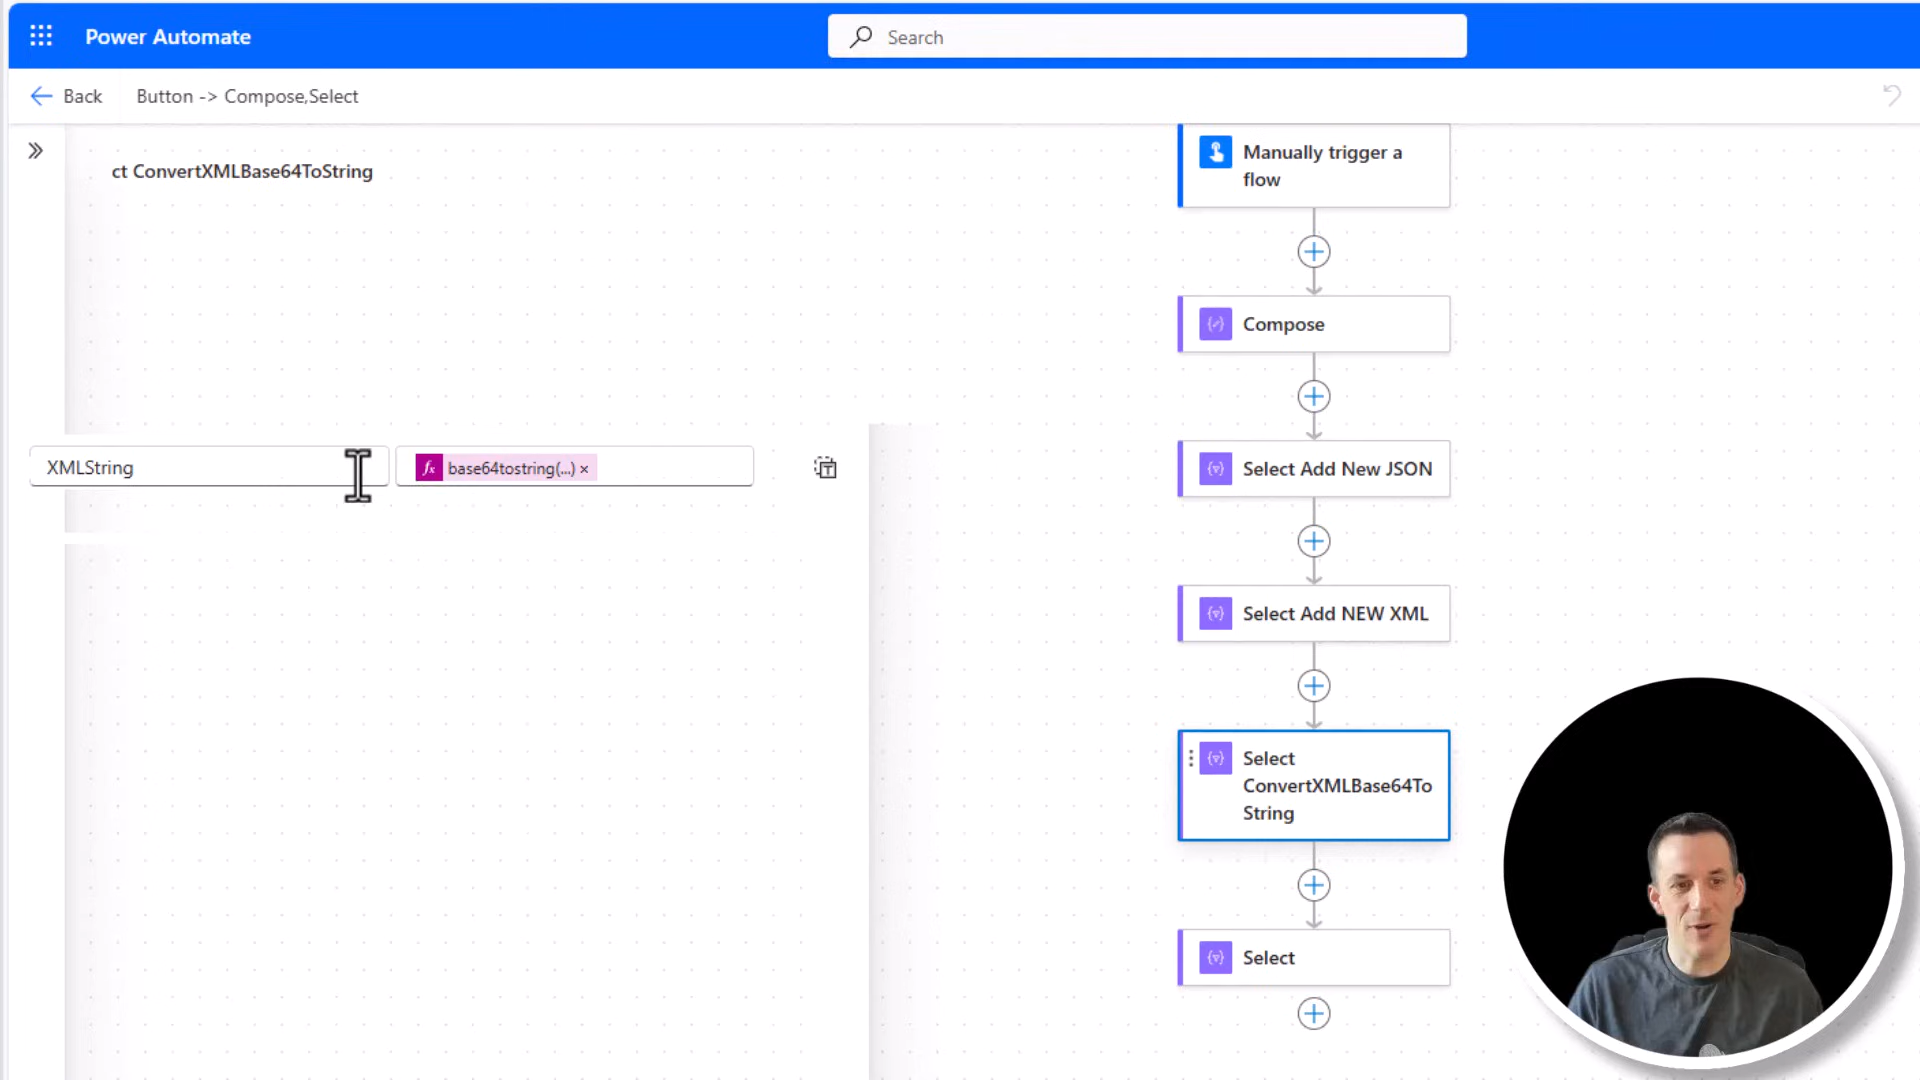 Power Automate
Search
Back
Button -> Compose,Select
ct ConvertXMLBase64ToString
XMLString
fx base64tostring(...) ×
Manually trigger a
flow
Compose
Select Add New JSON
Select Add NEW XML
Select
ConvertXMLBase64To
String
Select